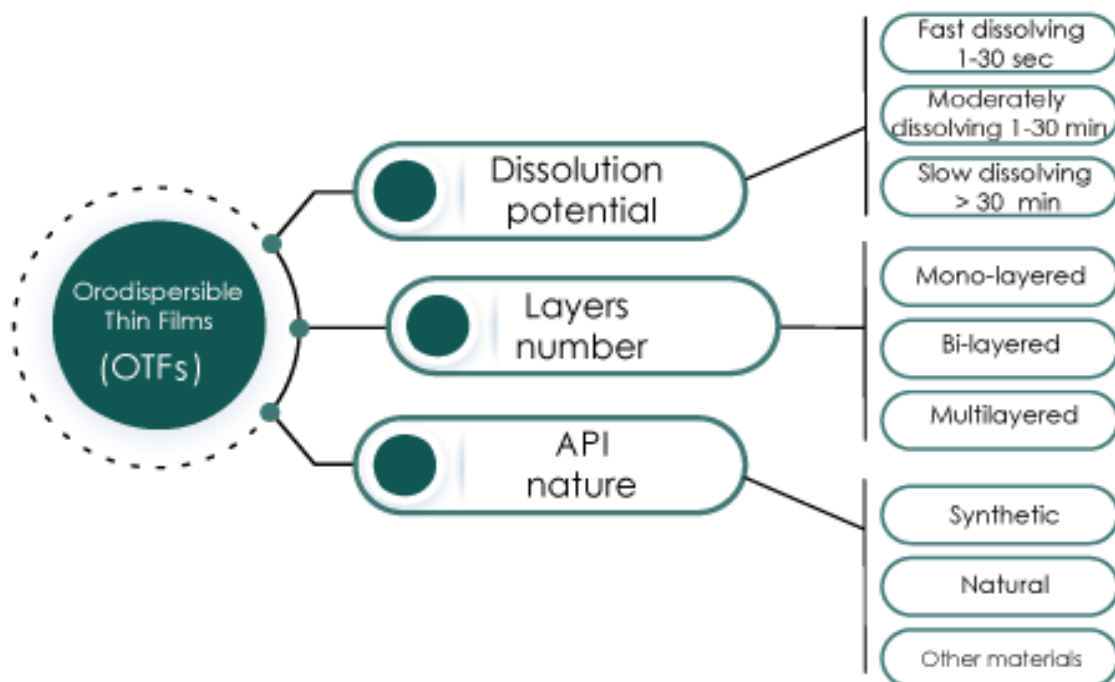 Orodispersible
Thin Films
(OTFs)
Dissolution
potential
Fast dissolving
1-30 sec
Moderately
dissolving 1-30 min
Slow dissolving
> 30 min
Layers
number
Mono-layered
Bi-layered
Multilayered
API
nature
Synthetic
Natural
Other materials